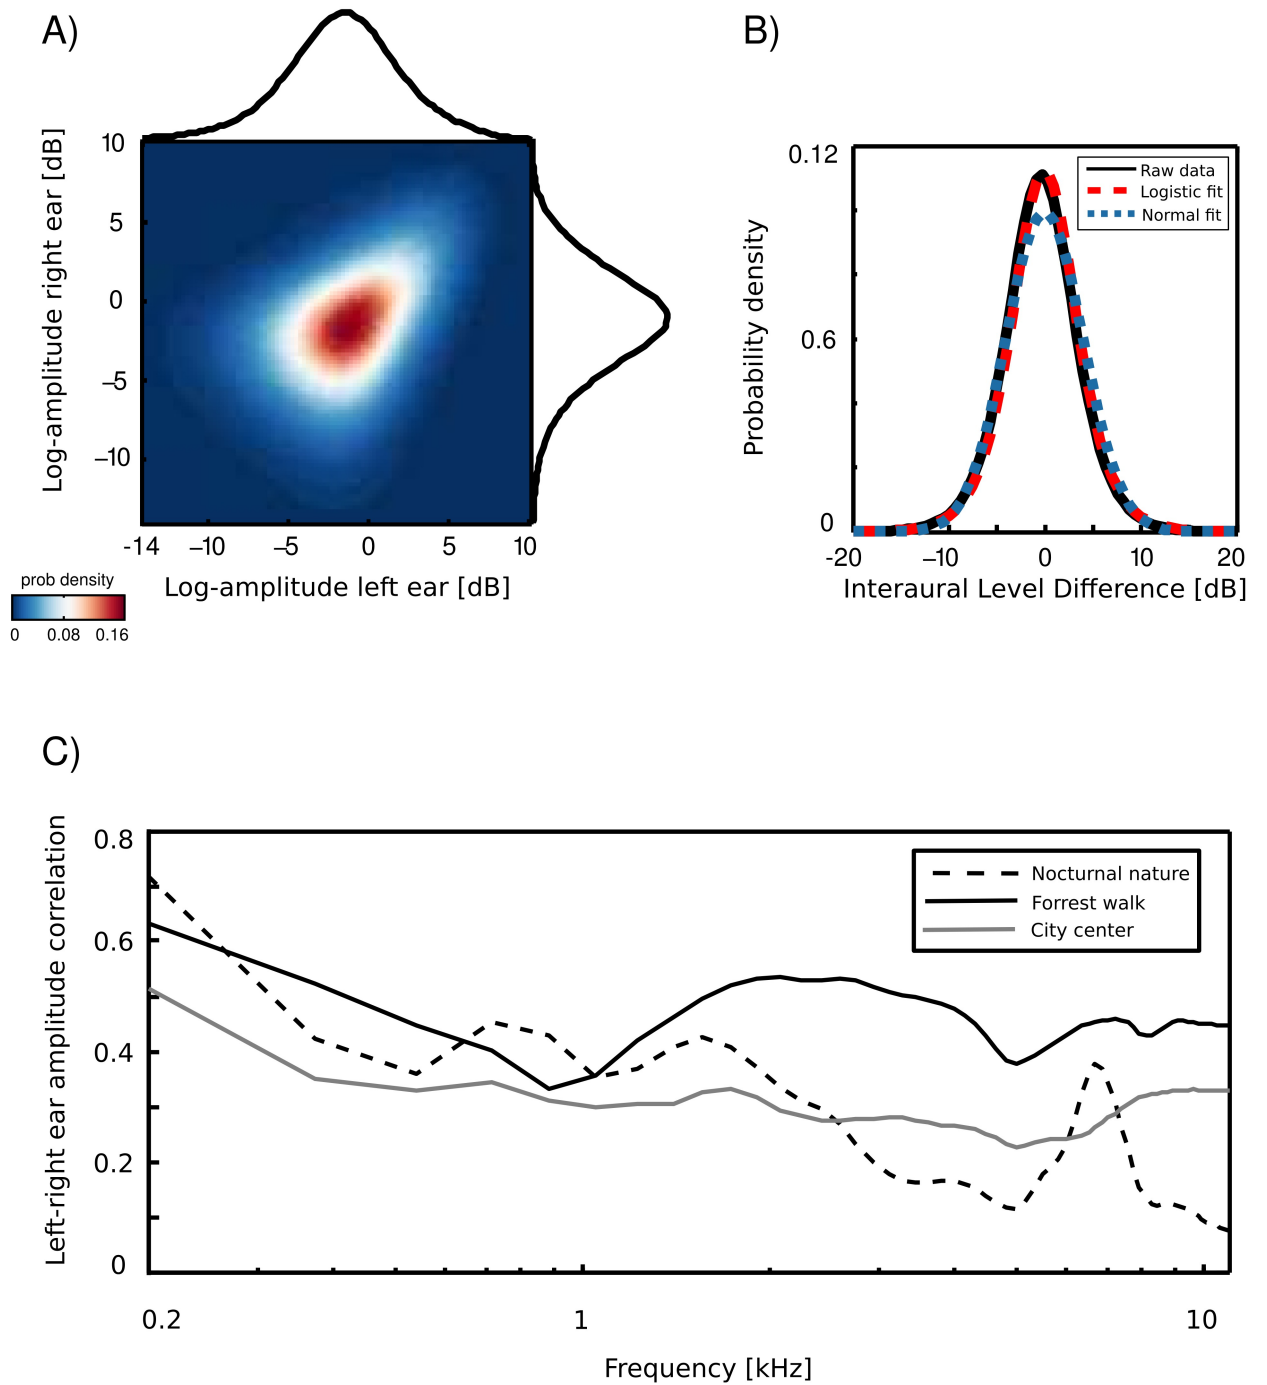 A)
Log-amplitude right ear [dB]
10
5
0
−5
−10
-14 −10 −5 0 5 10
Log-amplitude left ear [dB]
prob density
0 0.08 0.16
B)
Probability density
0.12
0.6
0
Raw data
Logistic fit
Normal fit
-20 −10 0 10 20
Interaural Level Difference [dB]
C)
Left-right ear amplitude correlation
0.8
0.6
0.4
0.2
0
Nocturnal nature
Forrest walk
City center
0.2 1 10
Frequency [kHz]